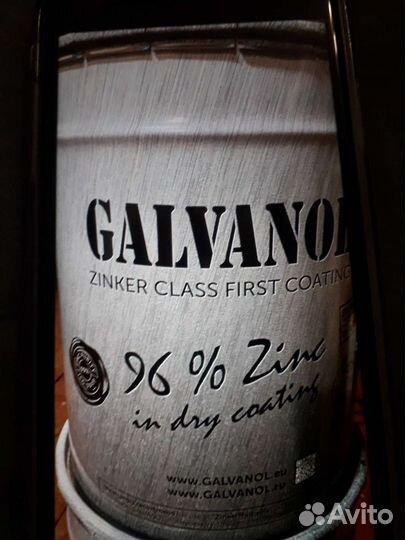 GALVANOL
ZINKER CLASS FIRST COATING
96 % Zinc
in dry coating
www.GALVANOL.eu
www.GALVANOL.ru
Avito